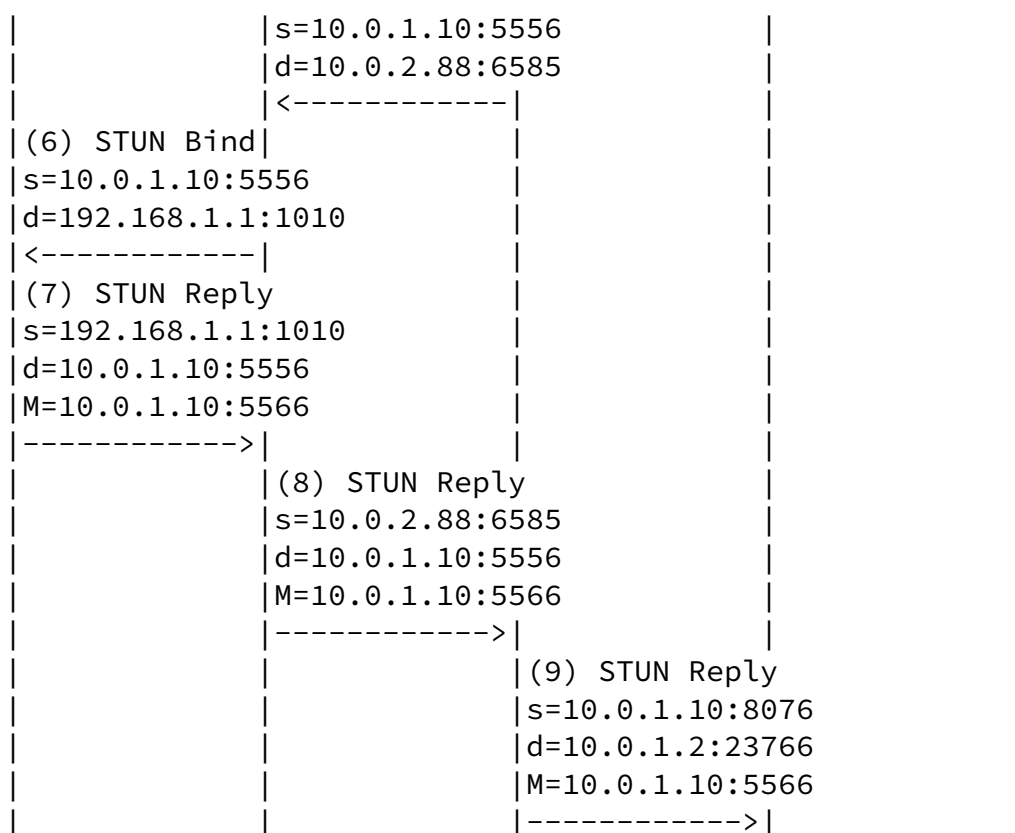 |                |s=10.0.1.10:5556              |
|                |d=10.0.2.88:6585              |
|                |<------------|                |
|(6) STUN Bind|                |                |
|s=10.0.1.10:5556              |                |
|d=192.168.1.1:1010            |                |
|<------------|                |                |
|(7) STUN Reply                |                |
|s=192.168.1.1:1010            |                |
|d=10.0.1.10:5556              |                |
|M=10.0.1.10:5566              |                |
|------------>|                |                |
|                |(8) STUN Reply                |
|                |s=10.0.2.88:6585              |
|                |d=10.0.1.10:5556              |
|                |M=10.0.1.10:5566              |
|                |------------>|                |
|                |                |(9) STUN Reply
|                |                |s=10.0.1.10:8076
|                |                |d=10.0.1.2:23766
|                |                |M=10.0.1.10:5566
|                |                |------------>|